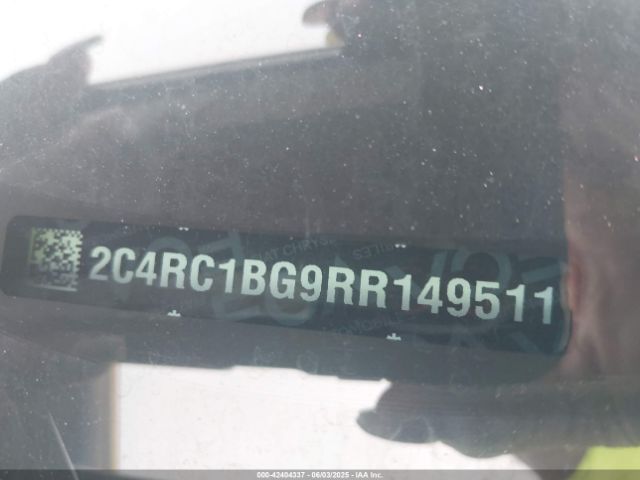 2C4RC1BG9RR149511
000-42404337 - 06/03/2025 - IAA Inc.